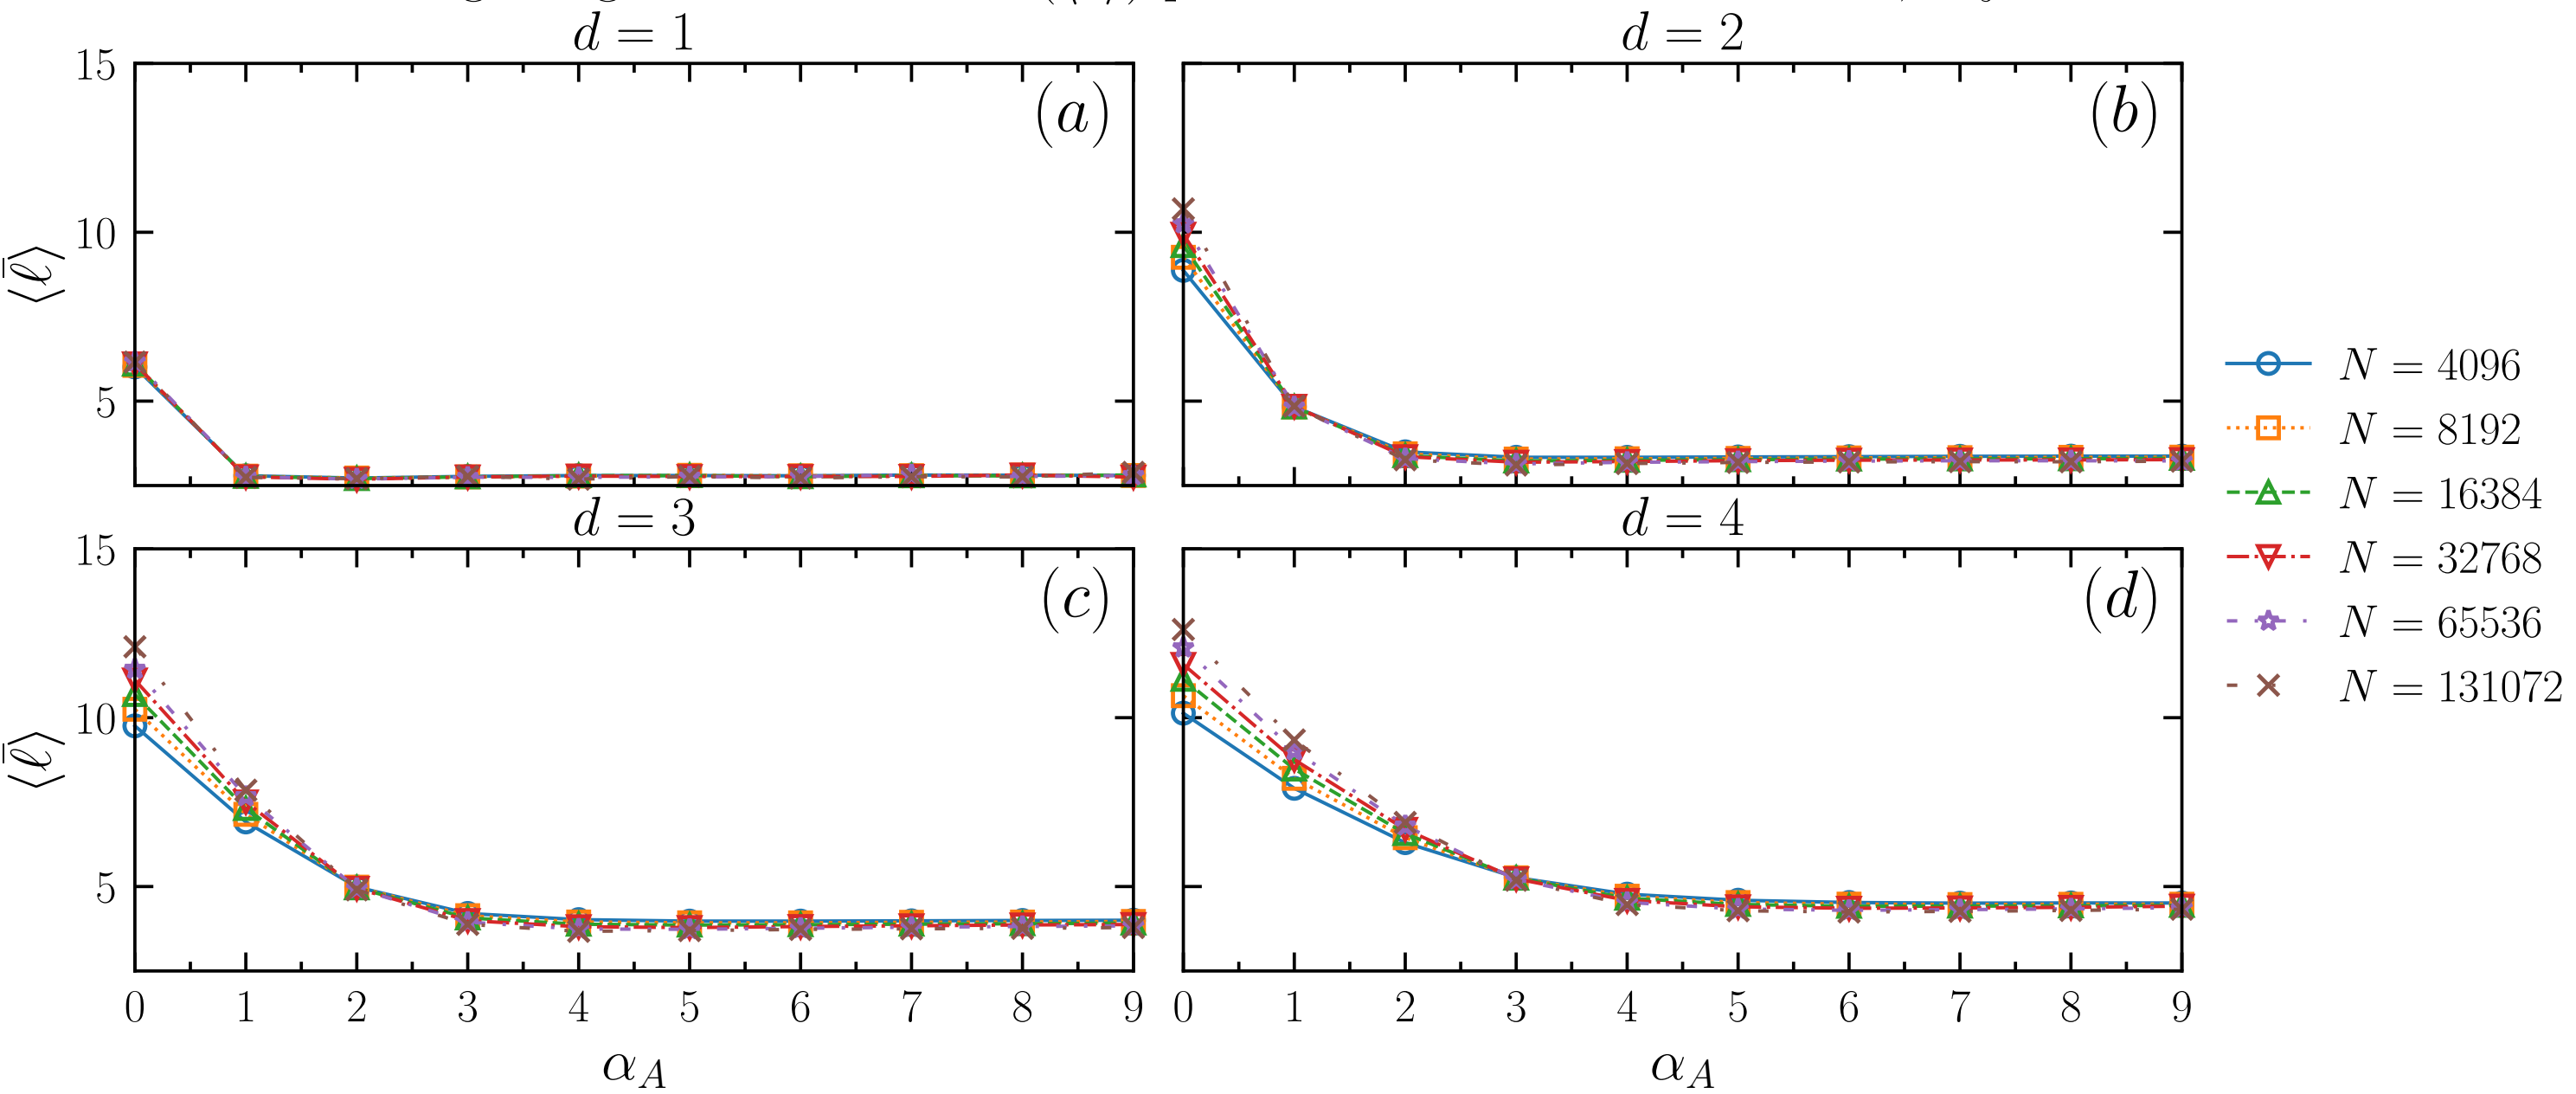 d = 1
d = 2
15
10
5
⟨ℓ̄⟩
(a)
(b)
d = 3
d = 4
15
10
5
⟨ℓ̄⟩
(c)
(d)
0 1 2 3 4 5 6 7 8 9
0 1 2 3 4 5 6 7 8 9
α_A
α_A
N = 4096
N = 8192
N = 16384
N = 32768
N = 65536
N = 131072